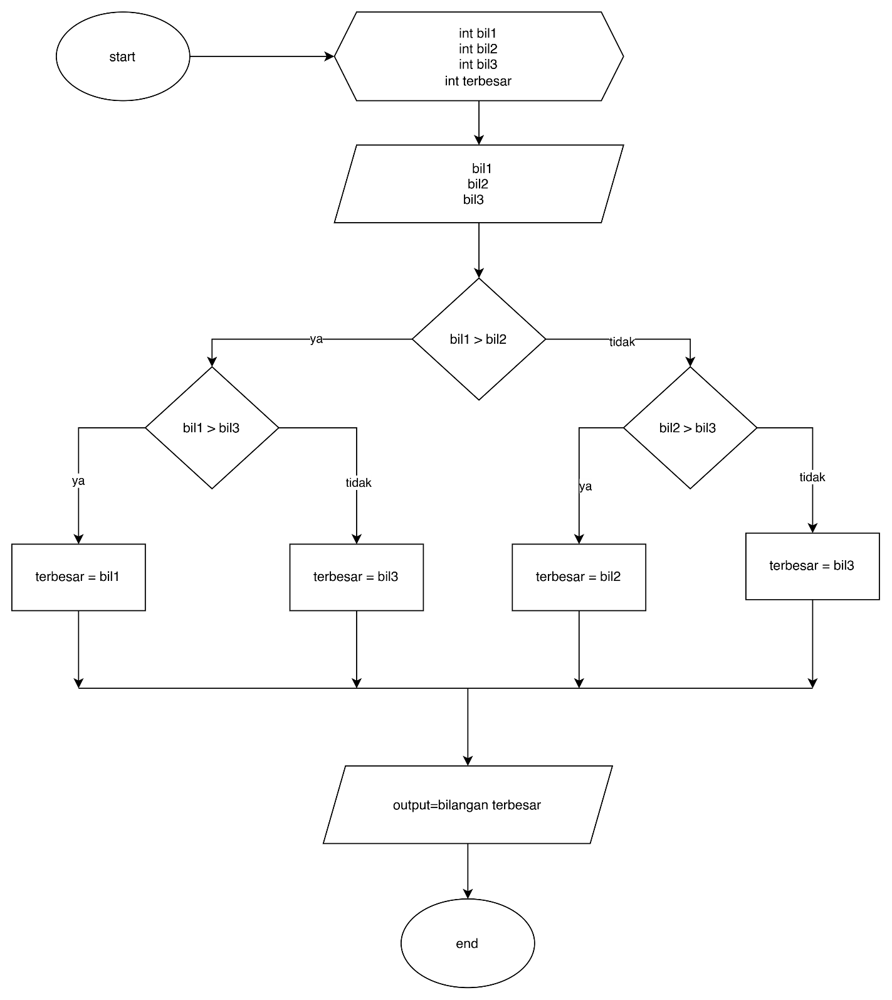 start
int bil1
int bil2
int bil3
int terbesar
bil1
bil2
bil3
bil1 > bil2
ya
tidak
bil1 > bil3
bil2 > bil3
ya
tidak
ya
tidak
terbesar = bil1
terbesar = bil3
terbesar = bil2
terbesar = bil3
output=bilangan terbesar
end